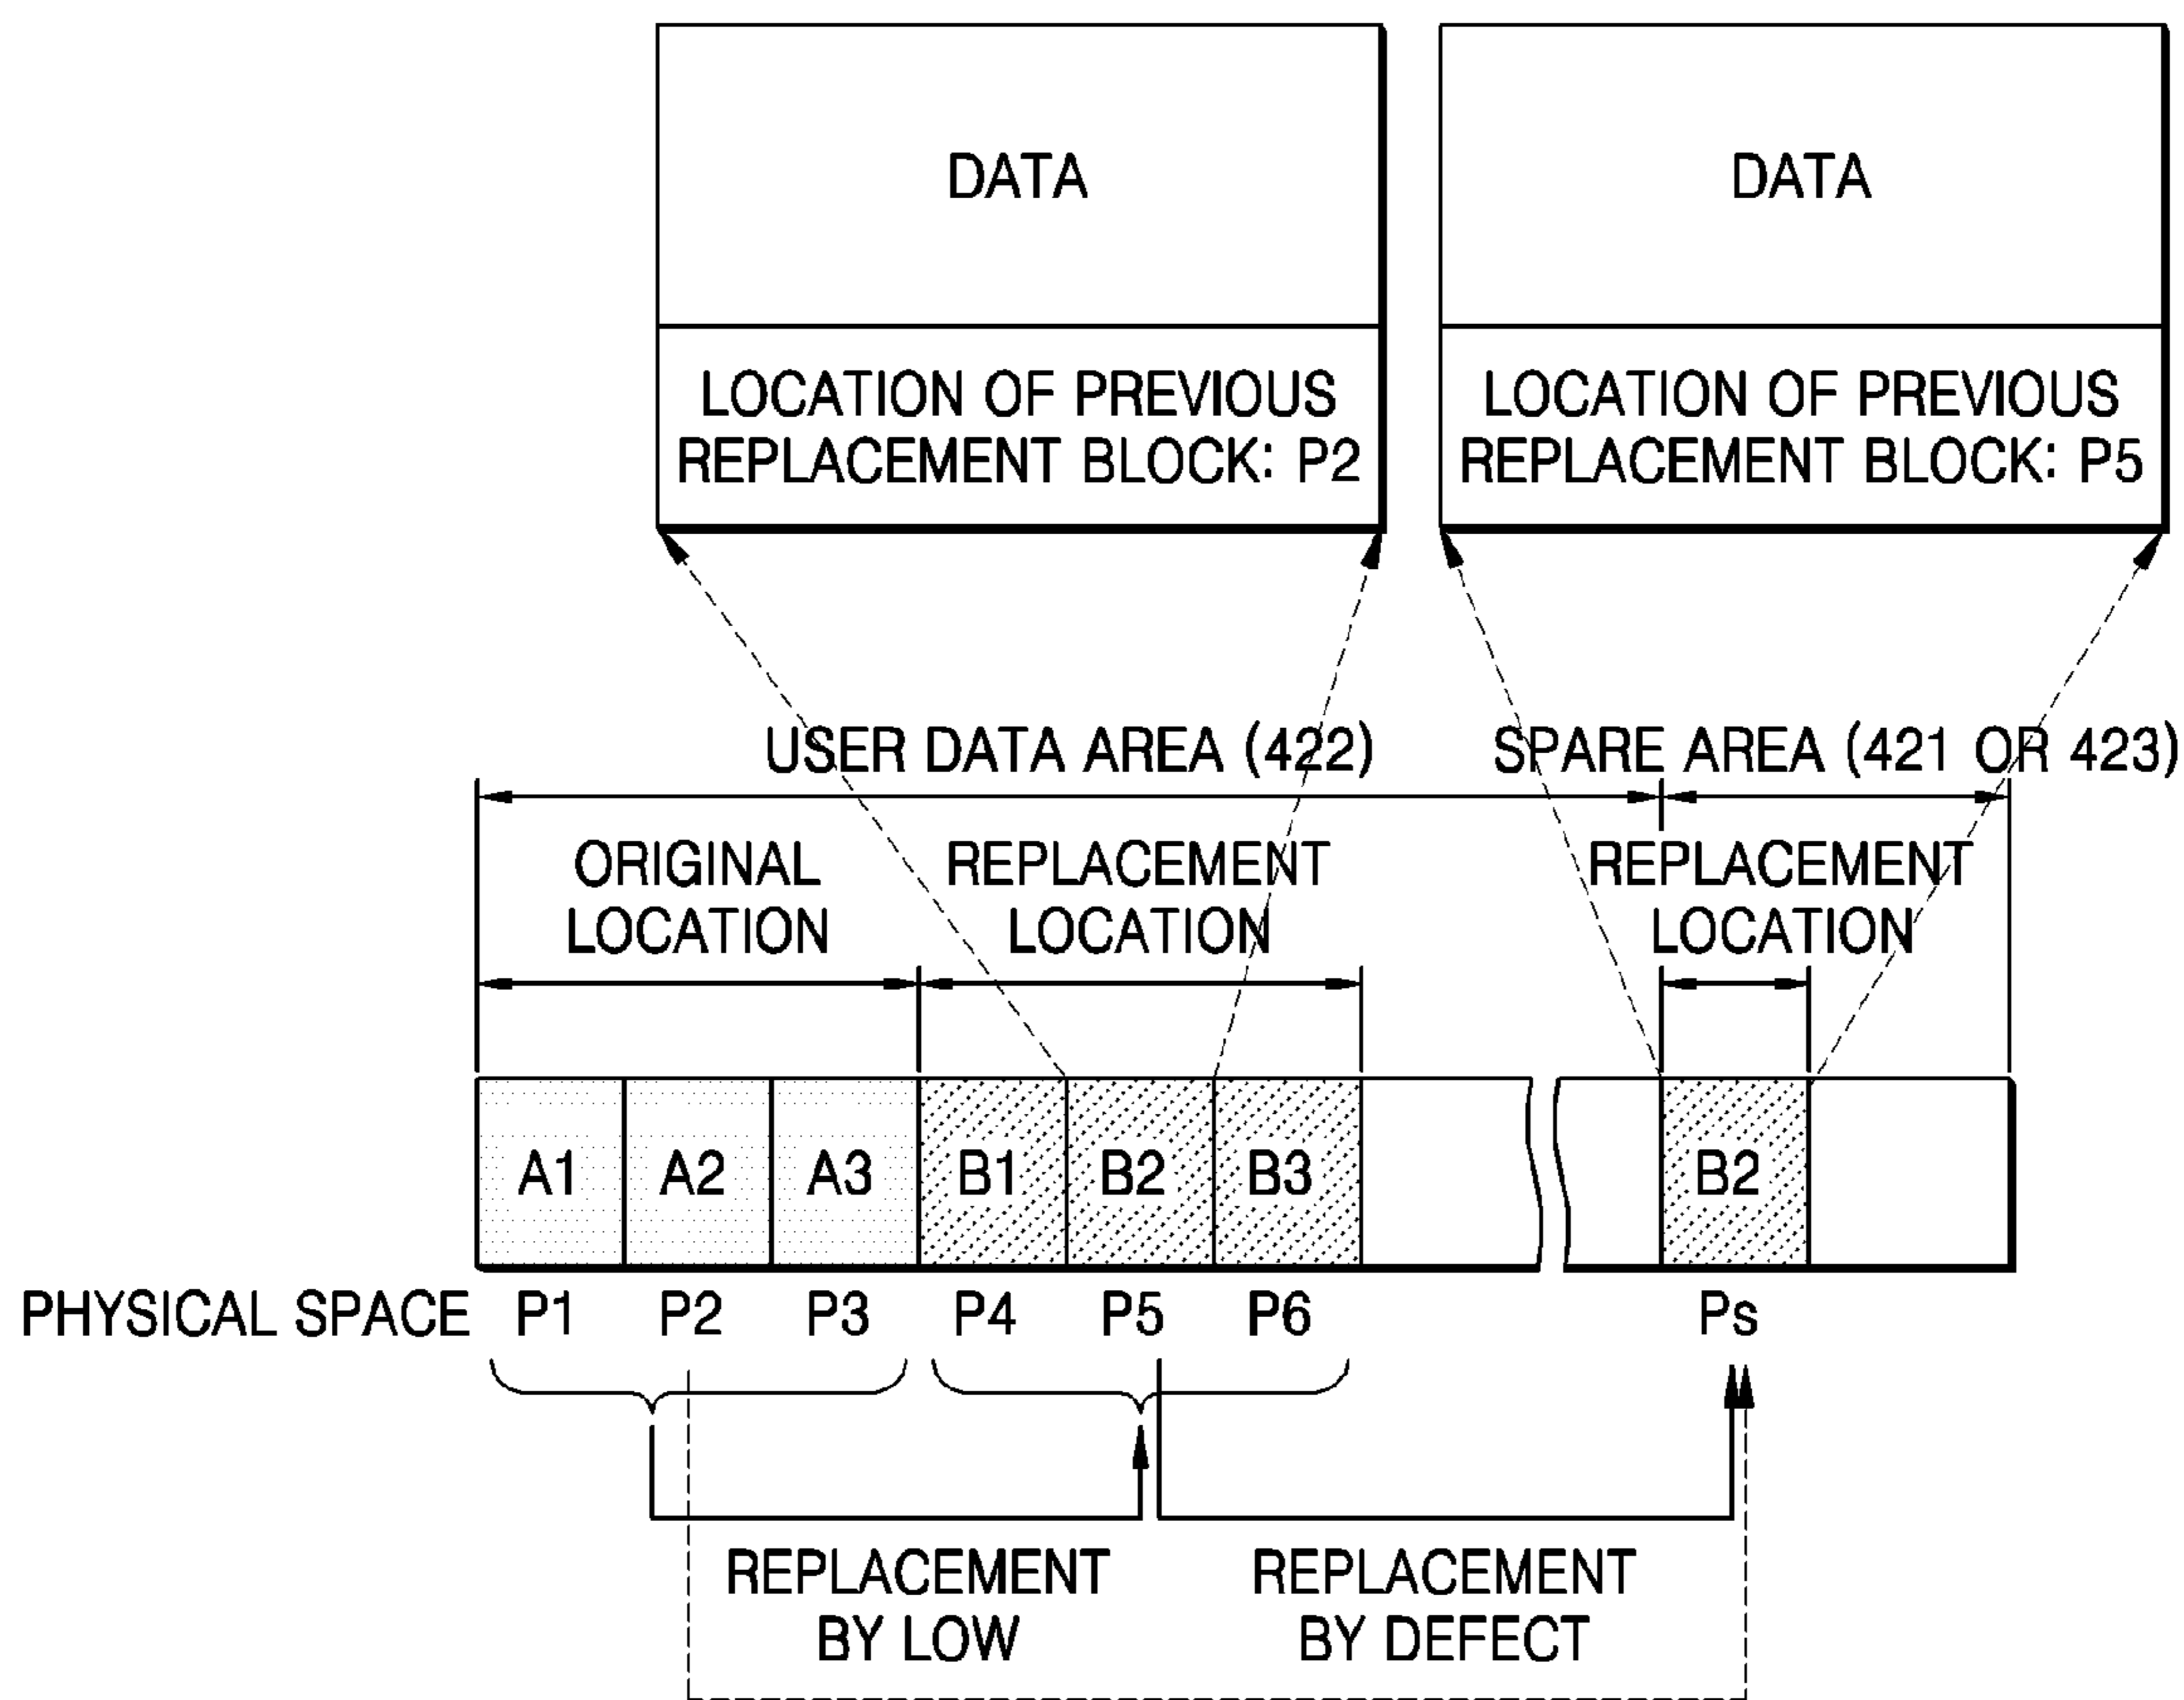 DATA
LOCATION OF PREVIOUS
REPLACEMENT BLOCK: P2
DATA
LOCATION OF PREVIOUS
REPLACEMENT BLOCK: P5
USER DATA AREA (422)
SPARE AREA (421 OR 423)
ORIGINAL
LOCATION
REPLACEMENT
LOCATION
REPLACEMENT
LOCATION
A1 A2 A3 B1 B2 B3 B2
PHYSICAL SPACE P1 P2 P3 P4 P5 P6 Ps
REPLACEMENT
BY LOW
REPLACEMENT
BY DEFECT